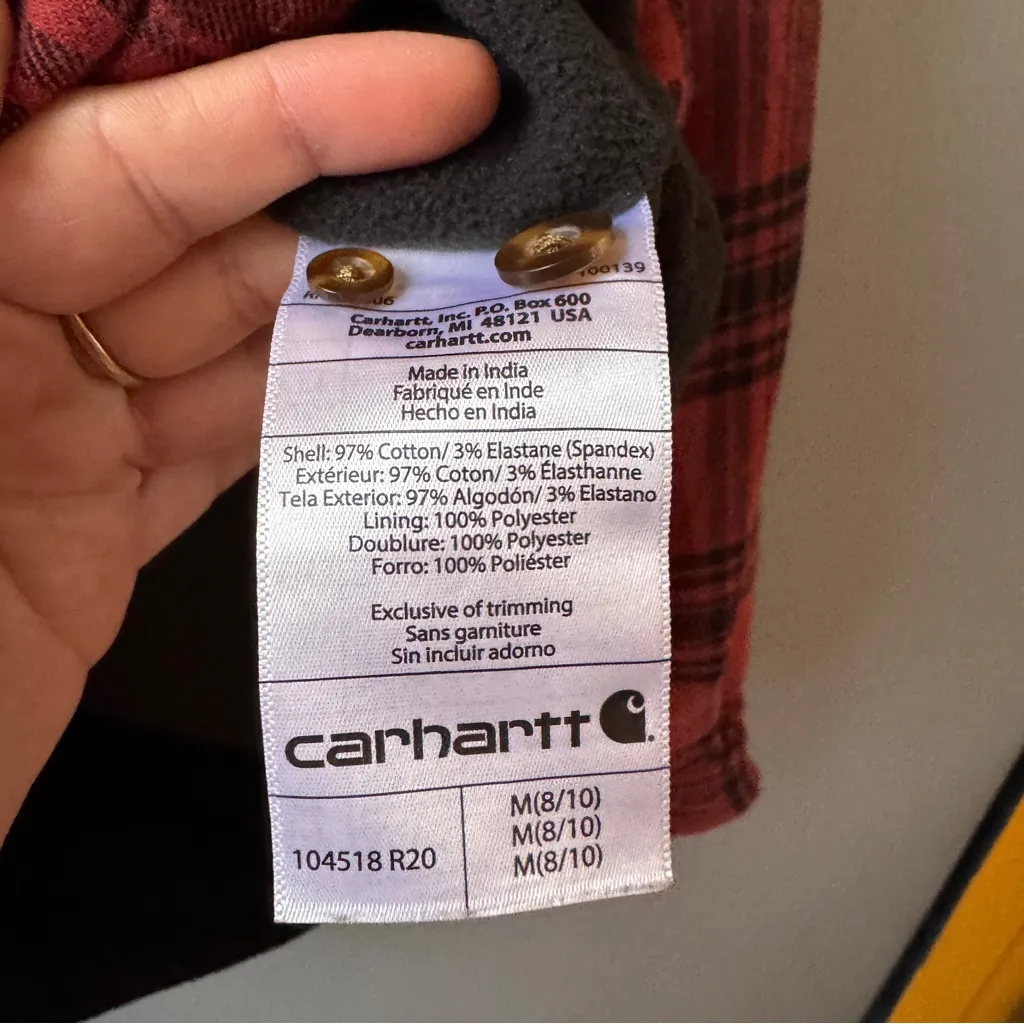 100139
Carhartt, Inc. P.O. Box 600
Dearborn, MI 48121 USA
carhartt.com
Made in India
Fabriqué en Inde
Hecho en India
Shell: 97% Cotton/ 3% Elastane (Spandex)
Extérieur: 97% Coton/ 3% Élasthanne
Tela Exterior: 97% Algodón/ 3% Elastano
Lining: 100% Polyester
Doublure: 100% Polyester
Forro: 100% Poliéster
Exclusive of trimming
Sans garniture
Sin incluir adorno
carhartt
104518 R20
M(8/10)
M(8/10)
M(8/10)